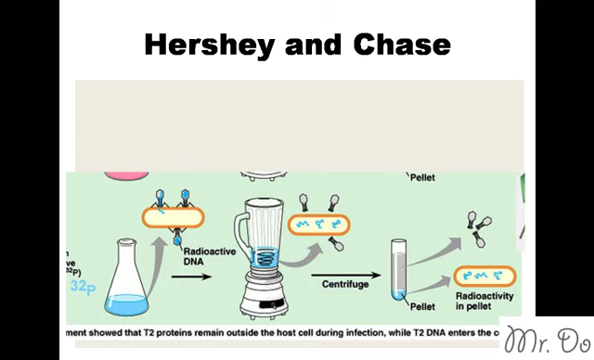 Hershey and Chase
Pellet
Radioactive
DNA
32P)
32P
Centrifuge
Pellet
Radioactivity
in pellet
ment showed that T2 proteins remain outside the host cell during infection, while T2 DNA enters the
Mr. Do